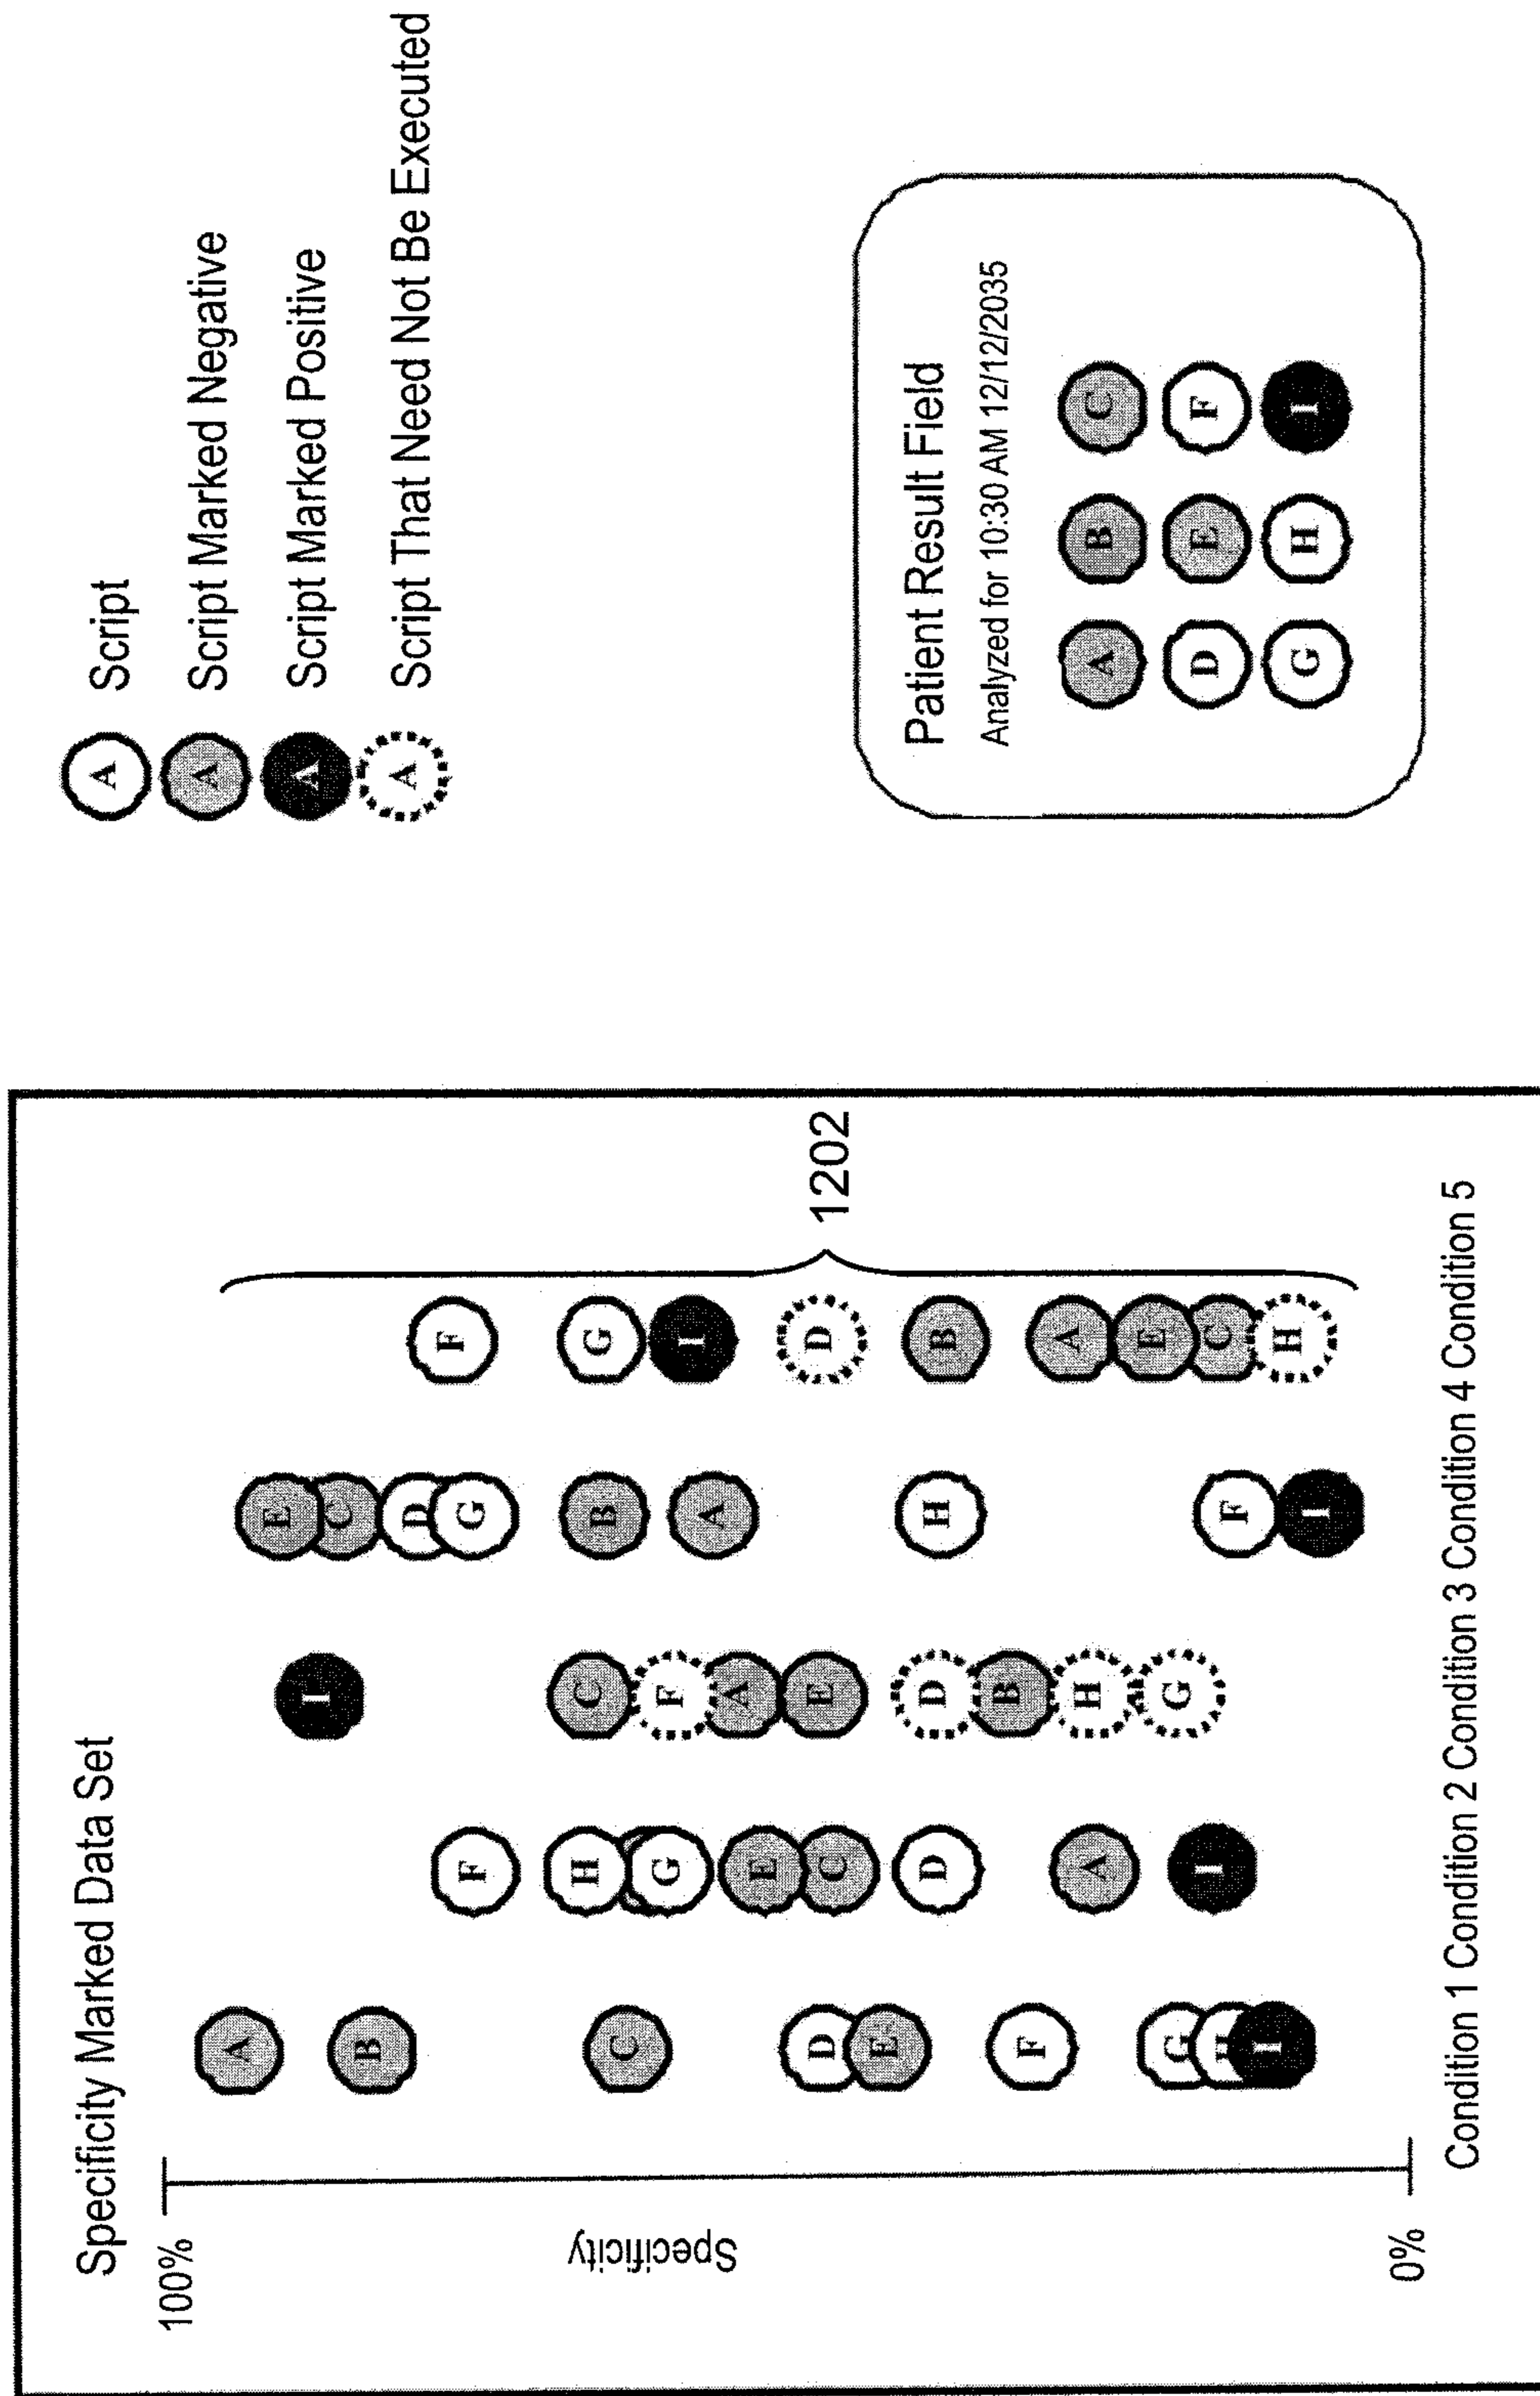 Specificity Marked Data Set
100%
Specificity
0%
A
B
C
D
E
F
G
H
I
F
H
G
E
C
D
A
I
I
C
F
A
E
D
B
H
G
E
C
D
G
B
A
H
F
I
F
G
I
D
B
A
E
C
H
1202
Condition 1 Condition 2 Condition 3 Condition 4 Condition 5
A Script
A Script Marked Negative
A Script Marked Positive
A Script That Need Not Be Executed
Patient Result Field
Analyzed for 10:30 AM 12/12/2035
A B C
D E F
G H I